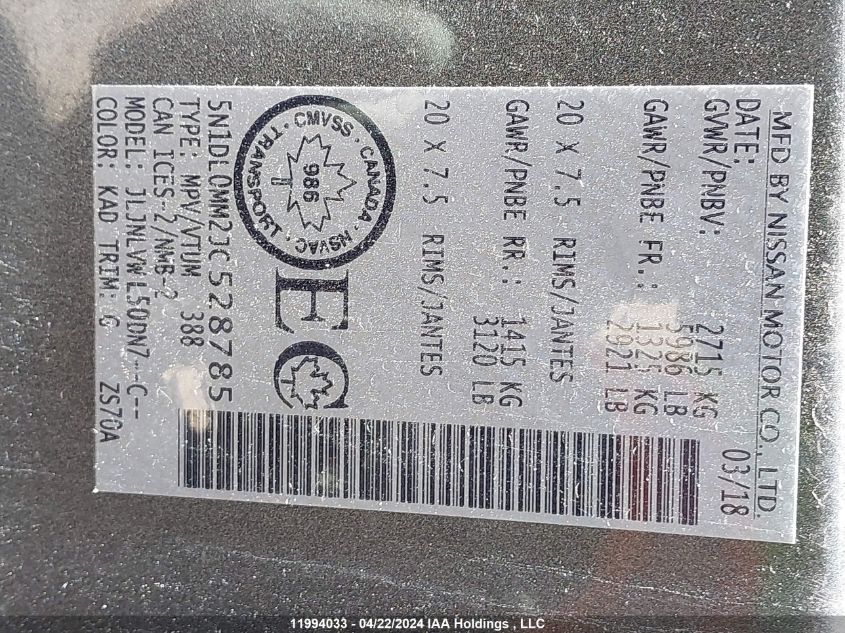 MFD BY NISSAN MOTOR CO., LTD.
DATE: 03/18
GVWR/PNBV: 2715 KG
5986 LB
GAWR/PNBE FR.: 1325 KG
2921 LB
20 X 7.5 RIMS/JANTES
GAWR/PNBE RR.: 1415 KG
3120 LB
20 X 7.5 RIMS/JANTES
CMVSS · CANADA · NSVAC · TRANSPORT ·
986
EC
5N1DL0MM2JC528785
TYPE: MPV/VTUM 388
CAN ICES-2/NMB-2
MODEL: JLJNLVWL50DN7--C--
COLOR: KAD TRIM: G ZS70A
11994033 - 04/22/2024 IAA Holdings , LLC